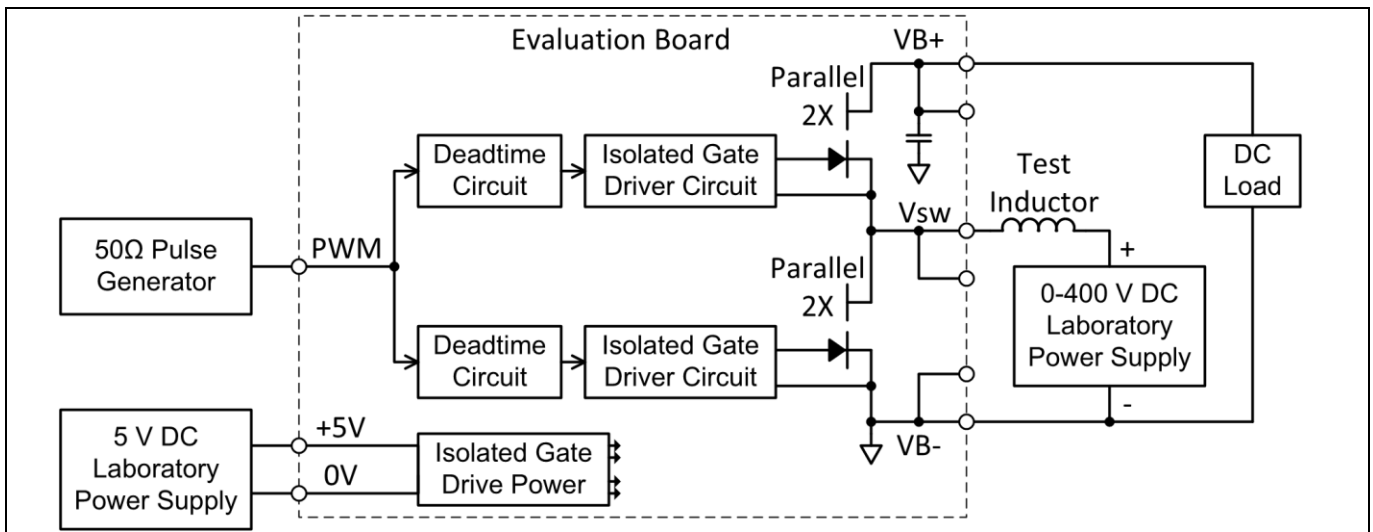 Evaluation Board
VB+
Parallel
2X
Deadtime
Circuit
Isolated Gate
Driver Circuit
DC
Load
Test
Inductor
Vsw
50Ω Pulse
Generator
PWM
+
Parallel
2X
0-400 V DC
Laboratory
Power Supply
-
Deadtime
Circuit
Isolated Gate
Driver Circuit
VB-
5 V DC
Laboratory
Power Supply
+5V
0V
Isolated Gate
Drive Power